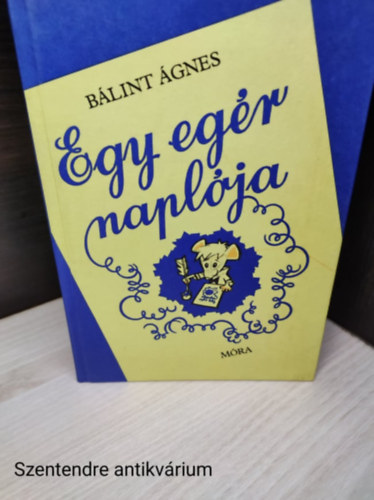 BÁLINT ÁGNES
Egy egér
naplója
MÓRA
Szentendre antikvárium